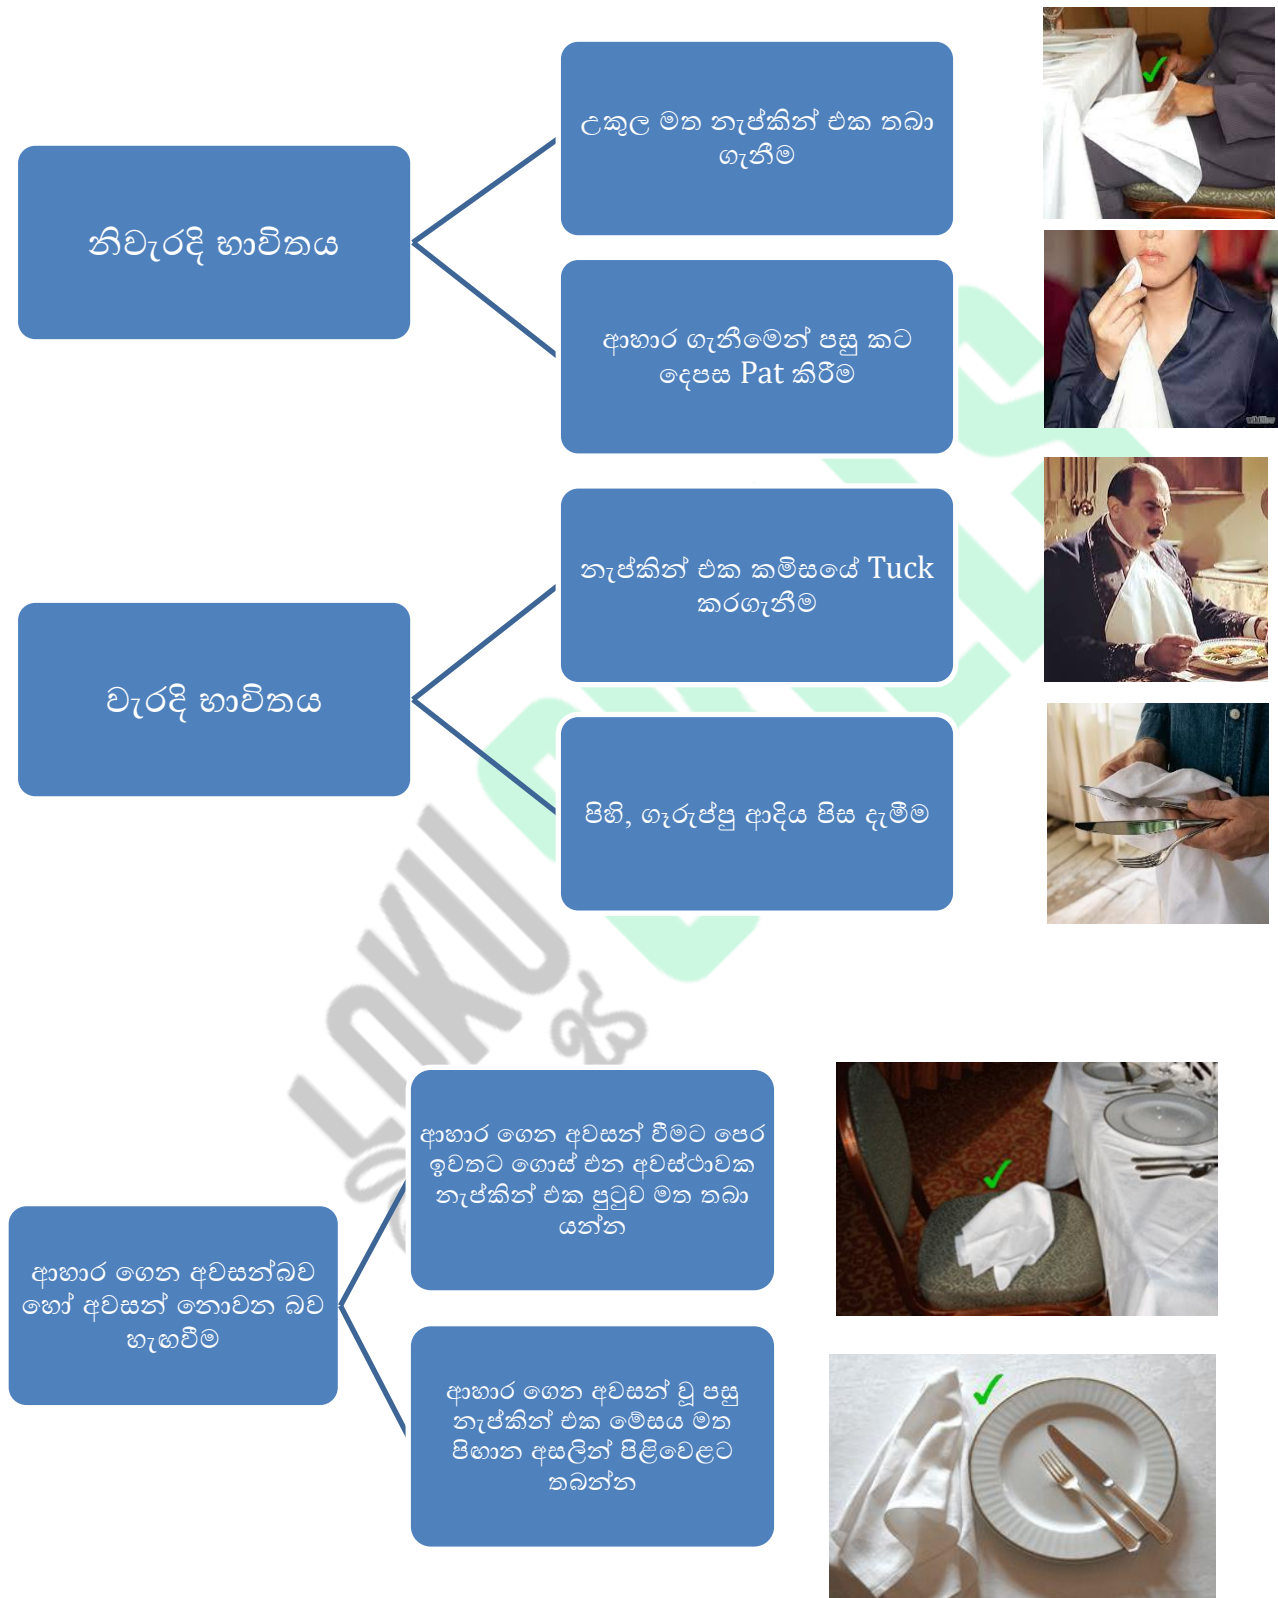 නිවැරදි භාවිතය
උකුල මත නැප්කින් එක තබා
ගැනීම
ආහාර ගැනීමෙන් පසු කට
දෙපස Pat කිරීම
වැරදි භාවිතය
නැප්කින් එක කමිසයේ Tuck
කරගැනීම
පිහි, ගෑරුප්පු ආදිය පිස දැමීම
ආහාර ගෙන අවසන්බව
හෝ අවසන් නොවන බව
හැඟවීම
ආහාර ගෙන අවසන් වීමට පෙර
ඉවතට ගොස් එන අවස්ථාවක
නැප්කින් එක පුටුව මත තබා
යන්න
ආහාර ගෙන අවසන් වූ පසු
නැප්කින් එක මේසය මත
පිඟාන අසලින් පිළිවෙළට
තබන්න
LOKU